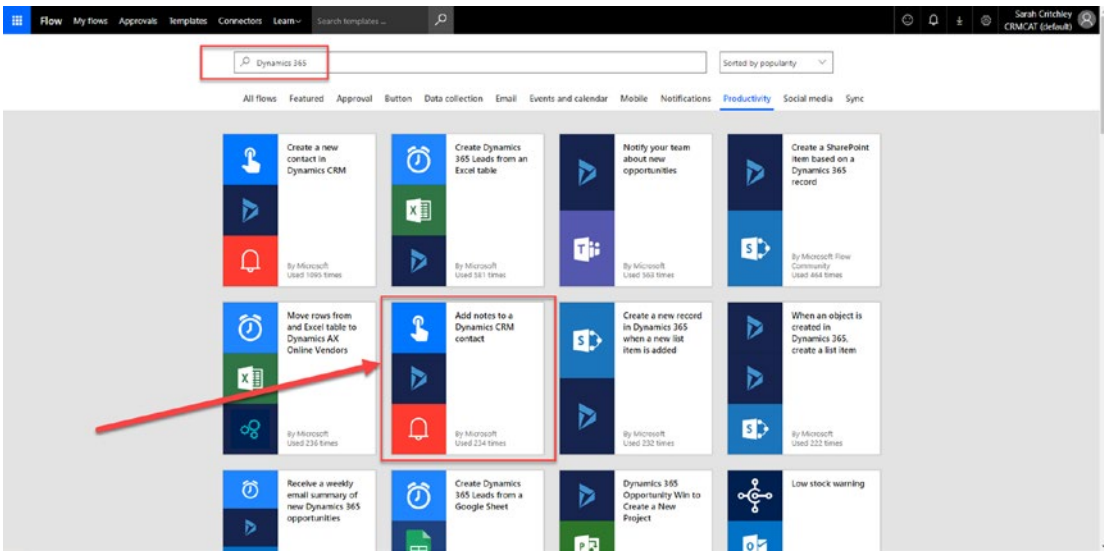 Flow My flows Approvals Templates Connectors Learn Search templates ... Sarah Critchley
CRMCAT (default)
Dynamics 365 Sorted by popularity
All flows Featured Approval Button Data collection Email Events and calendar Mobile Notifications Productivity Social media Sync
Create a new
contact in
Dynamics CRM
By Microsoft
Used 1095 times
Create Dynamics
365 Leads from an
Excel table
By Microsoft
Used 581 times
Notify your team
about new
opportunities
By Microsoft
Used 563 times
Create a SharePoint
item based on a
Dynamics 365
record
By Microsoft Flow
Community
Used 464 times
Move rows from
and Excel table to
Dynamics AX
Online Vendors
By Microsoft
Used 236 times
Add notes to a
Dynamics CRM
contact
By Microsoft
Used 234 times
Create a new record
in Dynamics 365
when a new list
item is added
By Microsoft
Used 232 times
When an object is
created in
Dynamics 365,
create a list item
By Microsoft
Used 222 times
Receive a weekly
email summary of
new Dynamics 365
opportunities
Create Dynamics
365 Leads from a
Google Sheet
Dynamics 365
Opportunity Win to
Create a New
Project
Low stock warning